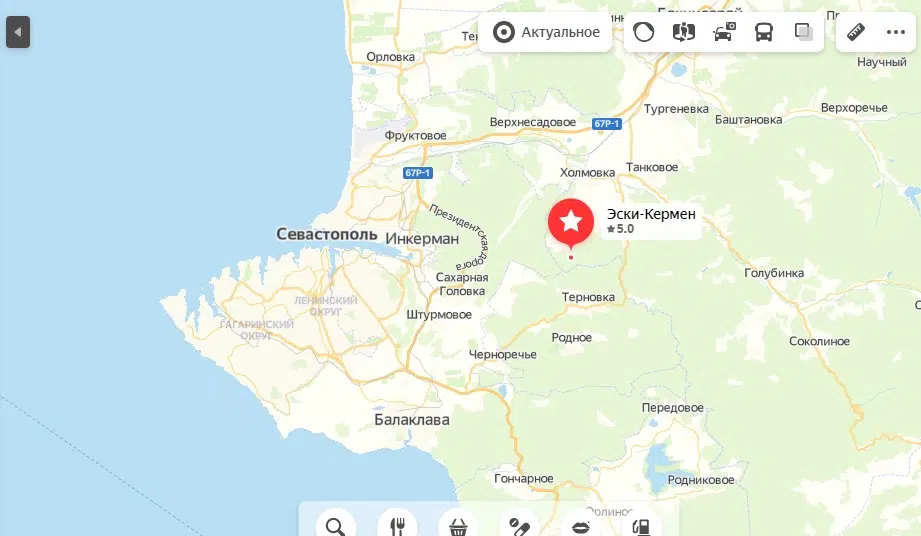 Актуальное
Орловка
Научный
Тургеневка
Верхоречье
Баштановка
Верхнесадовое
67Р-1
Фруктовое
67Р-1
Холмовка
Танковое
Президентская дорога
Эски-Кермен
5.0
Севастополь
Инкерман
Сахарная
Головка
Голубинка
Терновка
ЛЕНИНСКИЙ
ОКРУГ
Штурмовое
ГАГАРИНСКИЙ
ОКРУГ
Родное
Соколиное
Черноречье
Передовое
Балаклава
Гончарное
Родниковое
Орлиное